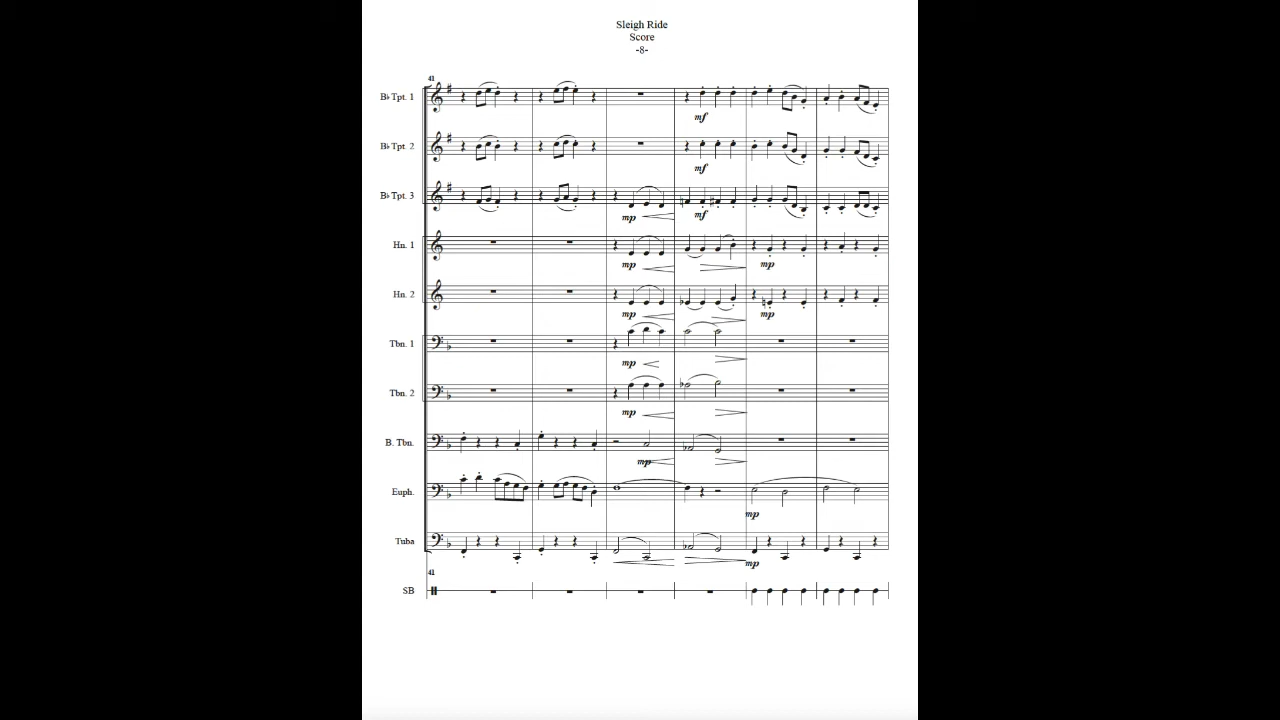 Sleigh Ride
Score
-8-
41
B♭ Tpt. 1
mf
B♭ Tpt. 2
mf
B♭ Tpt. 3
mp mf
Hn. 1
mp mp
Hn. 2
mp mp
Tbn. 1
mp
Tbn. 2
mp
B. Tbn.
mp
Euph.
mp
Tuba
mp
41
SB